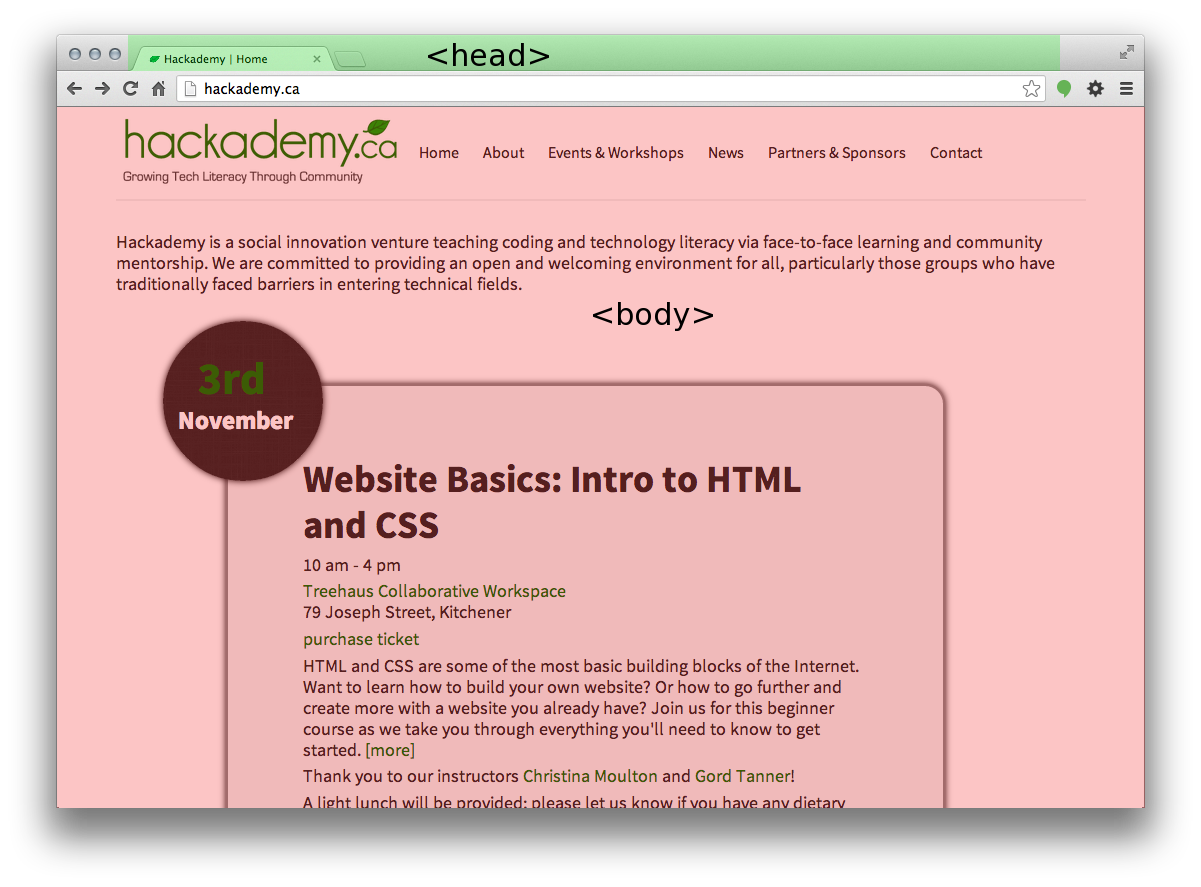 Hackademy | Home
<head>
hackademy.ca
hackademy.ca
Growing Tech Literacy Through Community
Home About Events & Workshops News Partners & Sponsors Contact
Hackademy is a social innovation venture teaching coding and technology literacy via face-to-face learning and community
mentorship. We are committed to providing an open and welcoming environment for all, particularly those groups who have
traditionally faced barriers in entering technical fields.
<body>
3rd
November
Website Basics: Intro to HTML
and CSS
10 am - 4 pm
Treehaus Collaborative Workspace
79 Joseph Street, Kitchener
purchase ticket
HTML and CSS are some of the most basic building blocks of the Internet.
Want to learn how to build your own website? Or how to go further and
create more with a website you already have? Join us for this beginner
course as we take you through everything you'll need to know to get
started. [more]
Thank you to our instructors Christina Moulton and Gord Tanner!
A light lunch will be provided; please let us know if you have any dietary